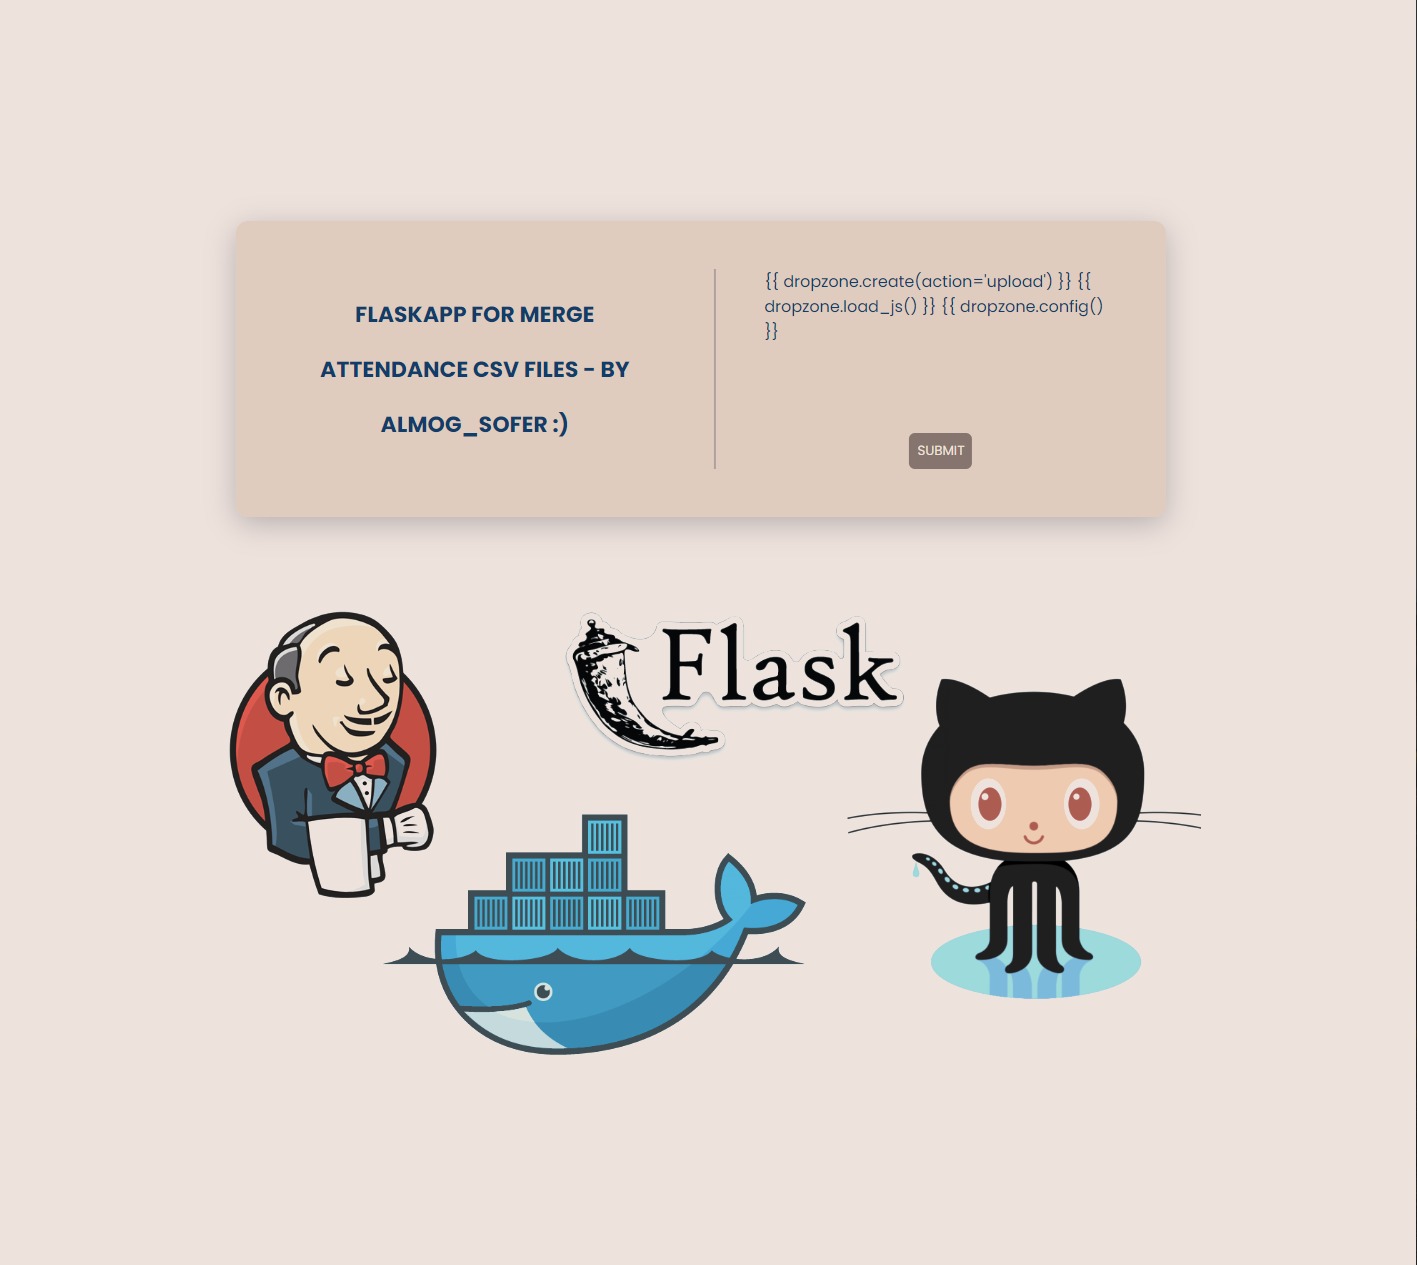 FLASKAPP FOR MERGE
ATTENDANCE CSV FILES - BY
ALMOG_SOFER :)
{{ dropzone.create(action='upload') }} {{
dropzone.load_js() }} {{ dropzone.config()
}}
SUBMIT
Flask